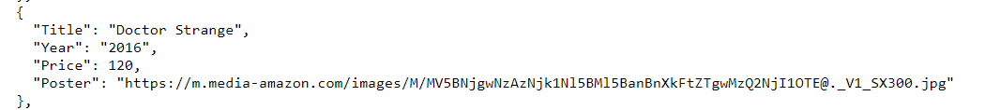 {
"Title": "Doctor Strange",
"Year": "2016",
"Price": 120,
"Poster": "https://m.media-amazon.com/images/M/MV5BNjgwNzAzNjk1Nl5BMl5BanBnXkFtZTgwMzQ2NjI1OTE@._V1_SX300.jpg"
},